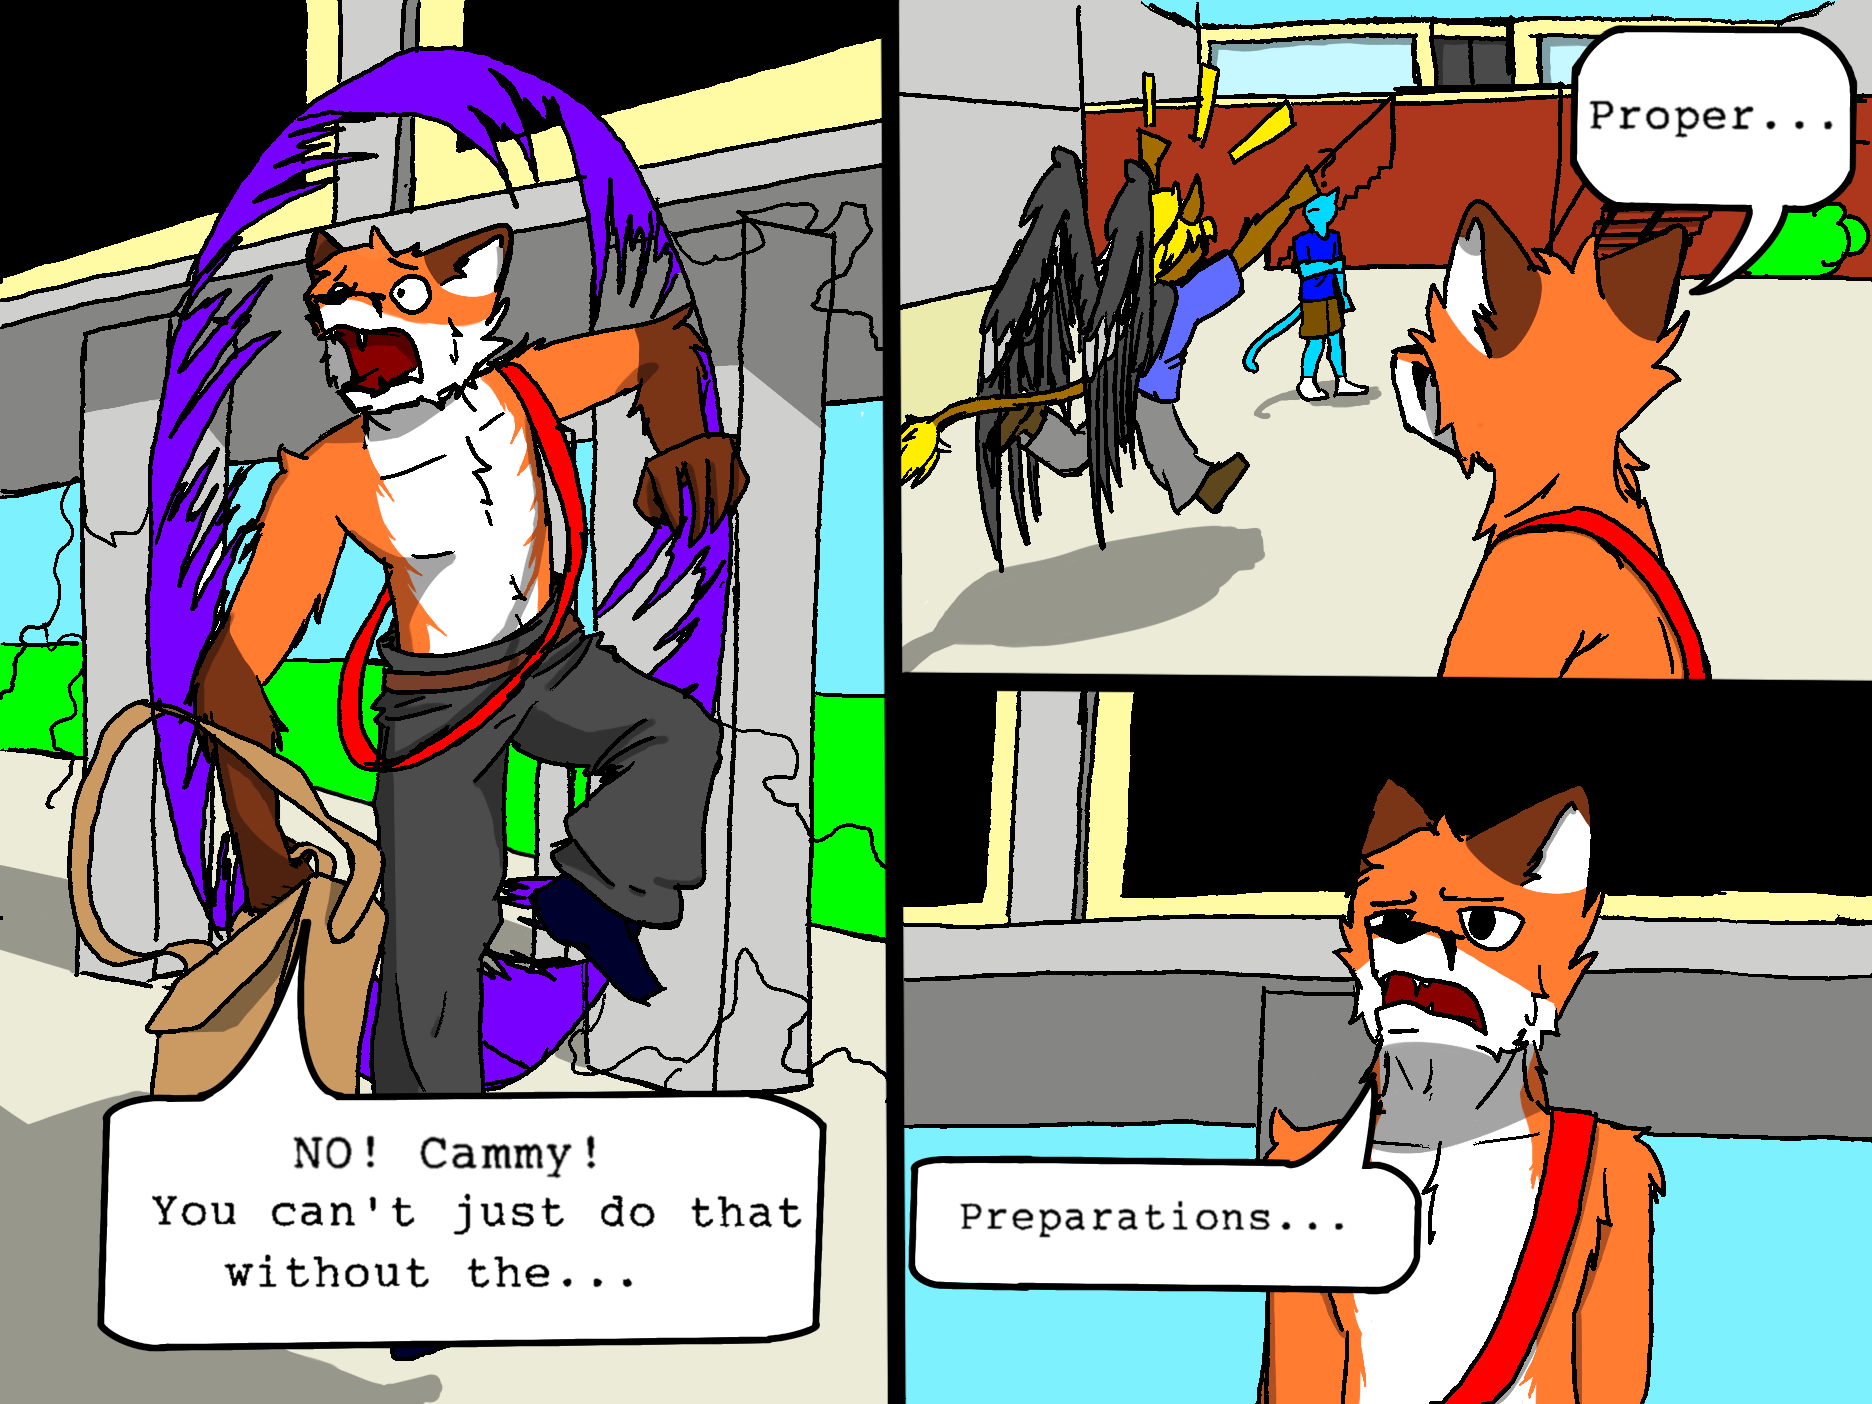 NO! Cammy!
You can't just do that
without the...
Proper...
Preparations...